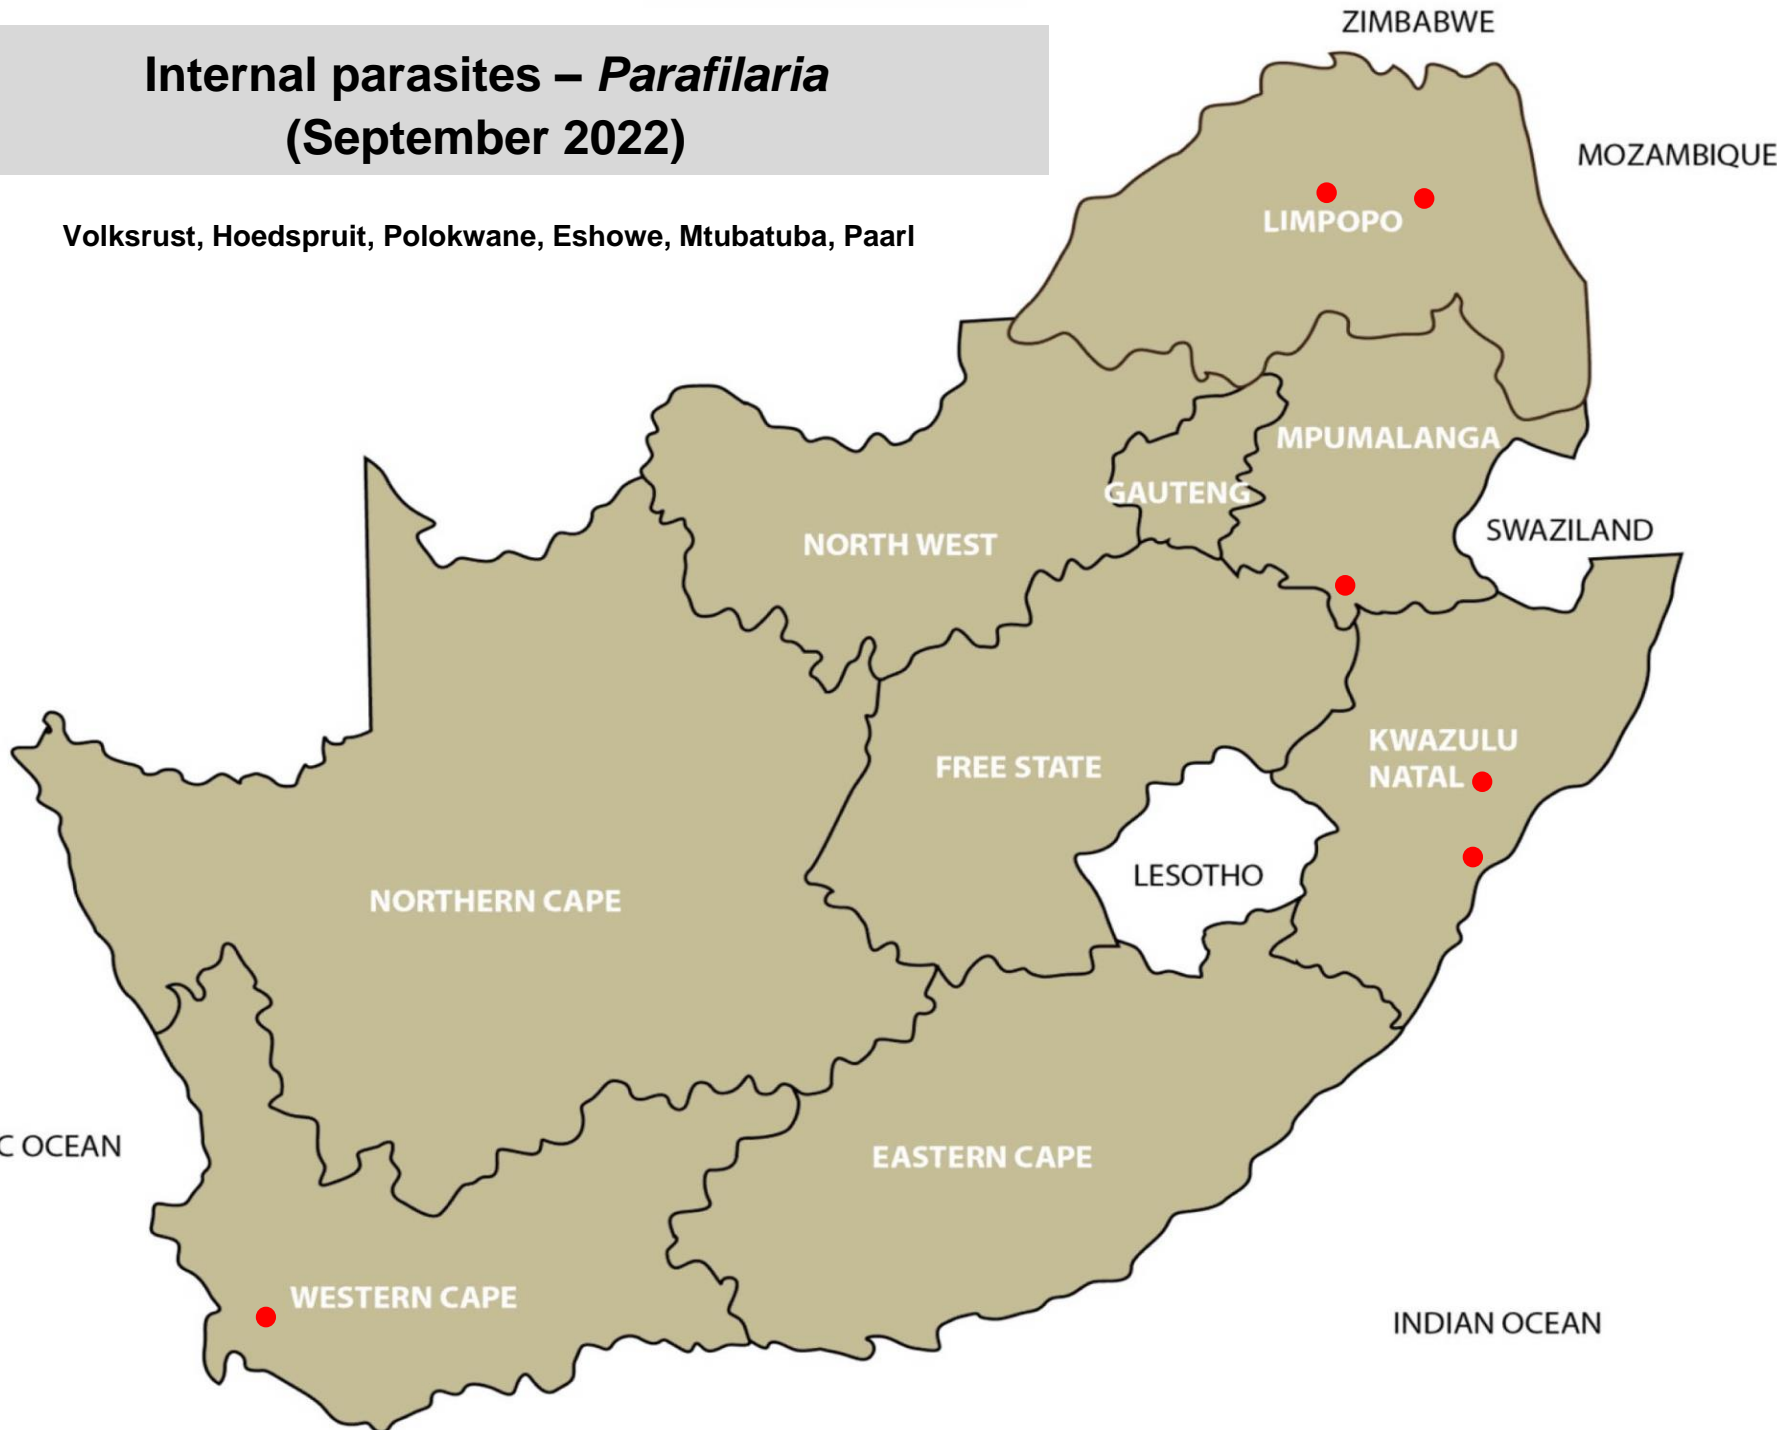 ZIMBABWE
Internal parasites – Parafilaria
(September 2022)
MOZAMBIQUE
Volksrust, Hoedspruit, Polokwane, Eshowe, Mtubatuba, Paarl
LIMPOPO
MPUMALANGA
GAUTENG
SWAZILAND
NORTH WEST
KWAZULU
NATAL
FREE STATE
LESOTHO
NORTHERN CAPE
C OCEAN
EASTERN CAPE
WESTERN CAPE
INDIAN OCEAN